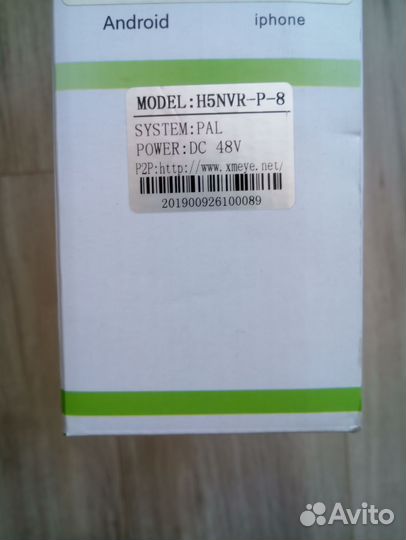 Android iphone
MODEL:H5NVR-P-8
SYSTEM:PAL
POWER:DC 48V
P2P:http://www.xmeye.net/
201900926100089
Avito